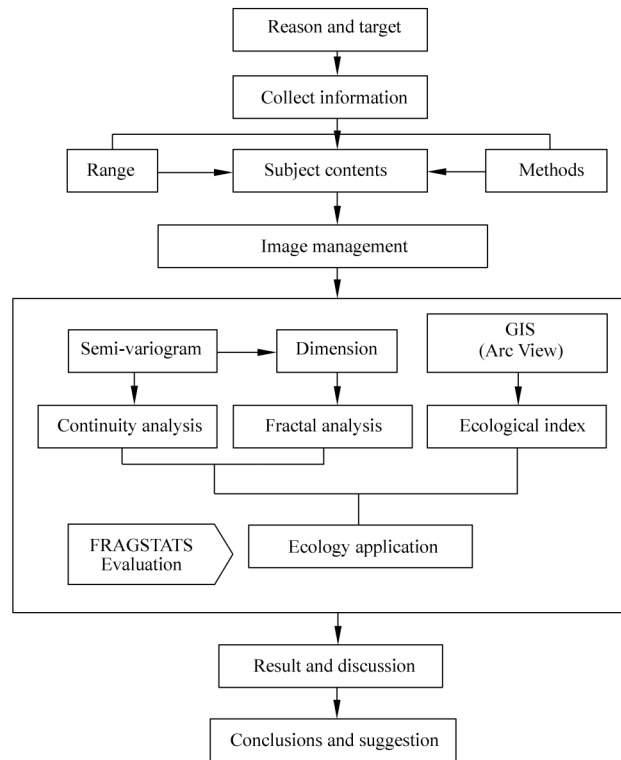 Reason and target
Collect information
Range
Subject contents
Methods
Image management
Semi-variogram
Dimension
GIS
(Arc View)
Continuity analysis
Fractal analysis
Ecological index
FRAGSTATS
Evaluation
Ecology application
Result and discussion
Conclusions and suggestion